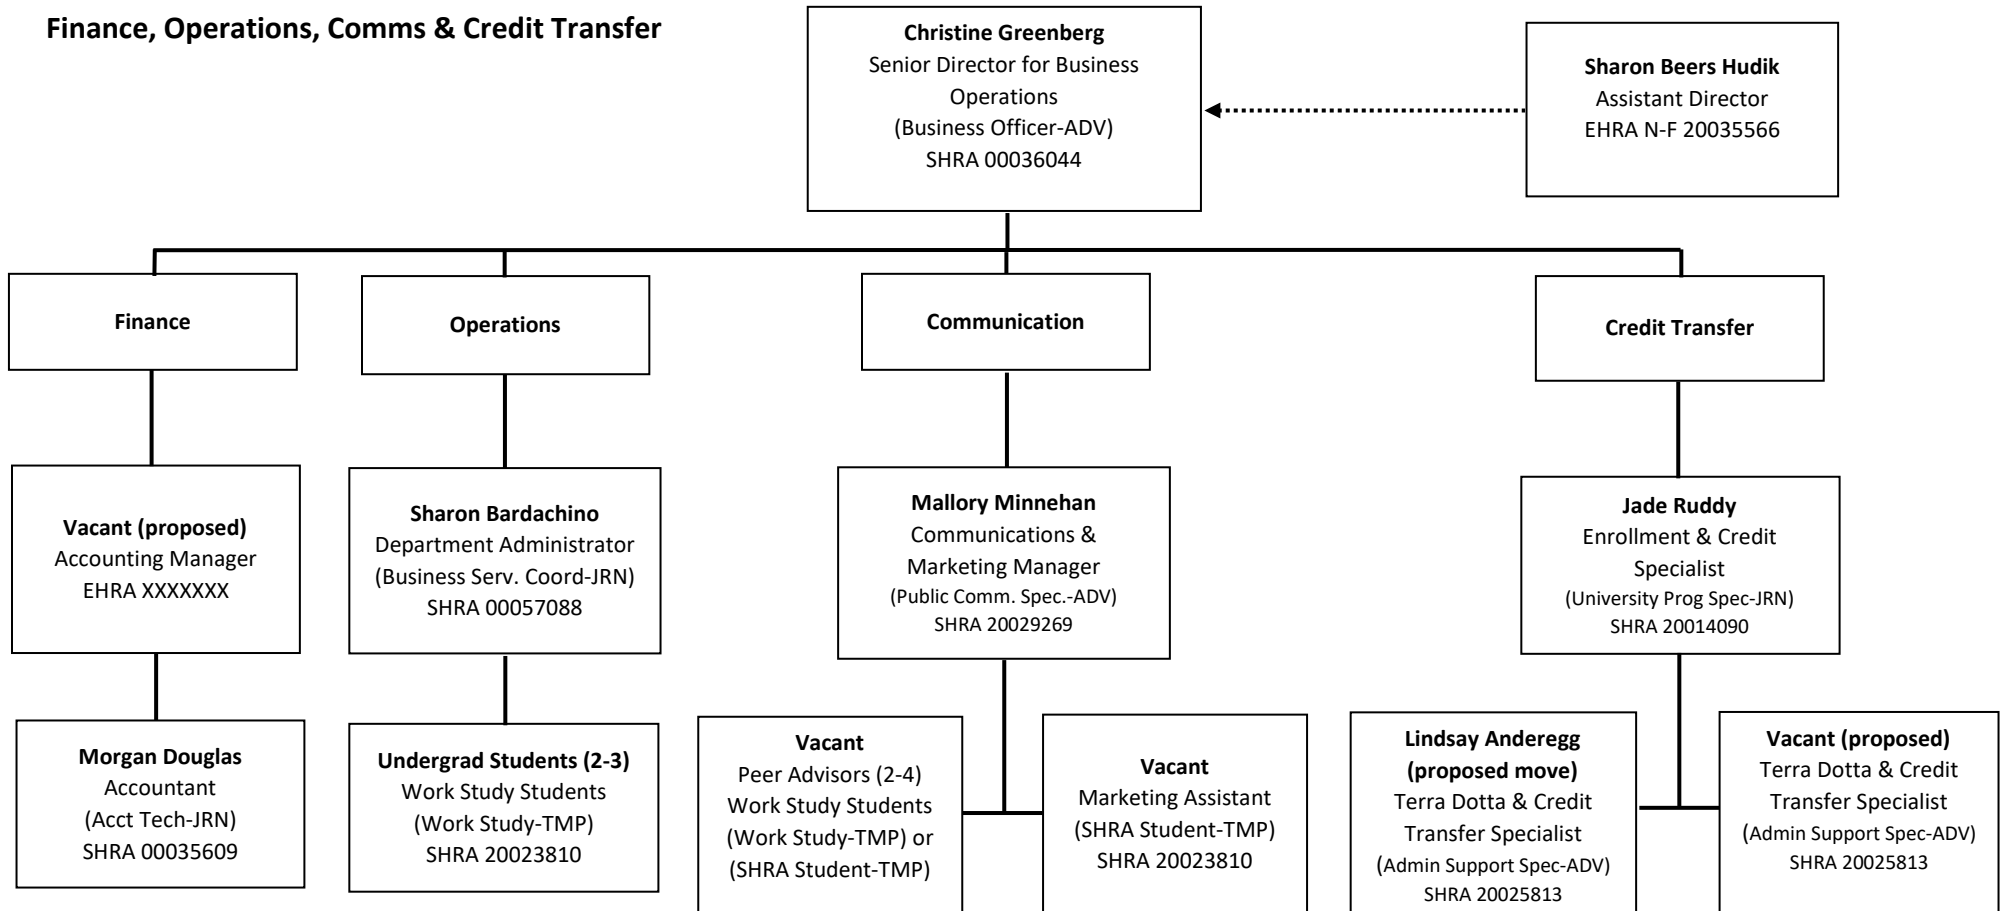 Finance, Operations, Comms & Credit Transfer
Christine Greenberg
Senior Director for Business
Operations
(Business Officer-ADV)
SHRA 00036044
Sharon Beers Hudik
Assistant Director
EHRA N-F 20035566
Finance
Operations
Communication
Credit Transfer
Vacant (proposed)
Accounting Manager
EHRA XXXXXXX
Sharon Bardachino
Department Administrator
(Business Serv. Coord-JRN)
SHRA 00057088
Mallory Minnehan
Communications &
Marketing Manager
(Public Comm. Spec.-ADV)
SHRA 20029269
Jade Ruddy
Enrollment & Credit
Specialist
(University Prog Spec-JRN)
SHRA 20014090
Morgan Douglas
Accountant
(Acct Tech-JRN)
SHRA 00035609
Undergrad Students (2-3)
Work Study Students
(Work Study-TMP)
SHRA 20023810
Vacant
Peer Advisors (2-4)
Work Study Students
(Work Study-TMP) or
(SHRA Student-TMP)
Vacant
Marketing Assistant
(SHRA Student-TMP)
SHRA 20023810
Lindsay Anderegg
(proposed move)
Terra Dotta & Credit
Transfer Specialist
(Admin Support Spec-ADV)
SHRA 20025813
Vacant (proposed)
Terra Dotta & Credit
Transfer Specialist
(Admin Support Spec-ADV)
SHRA 20025813